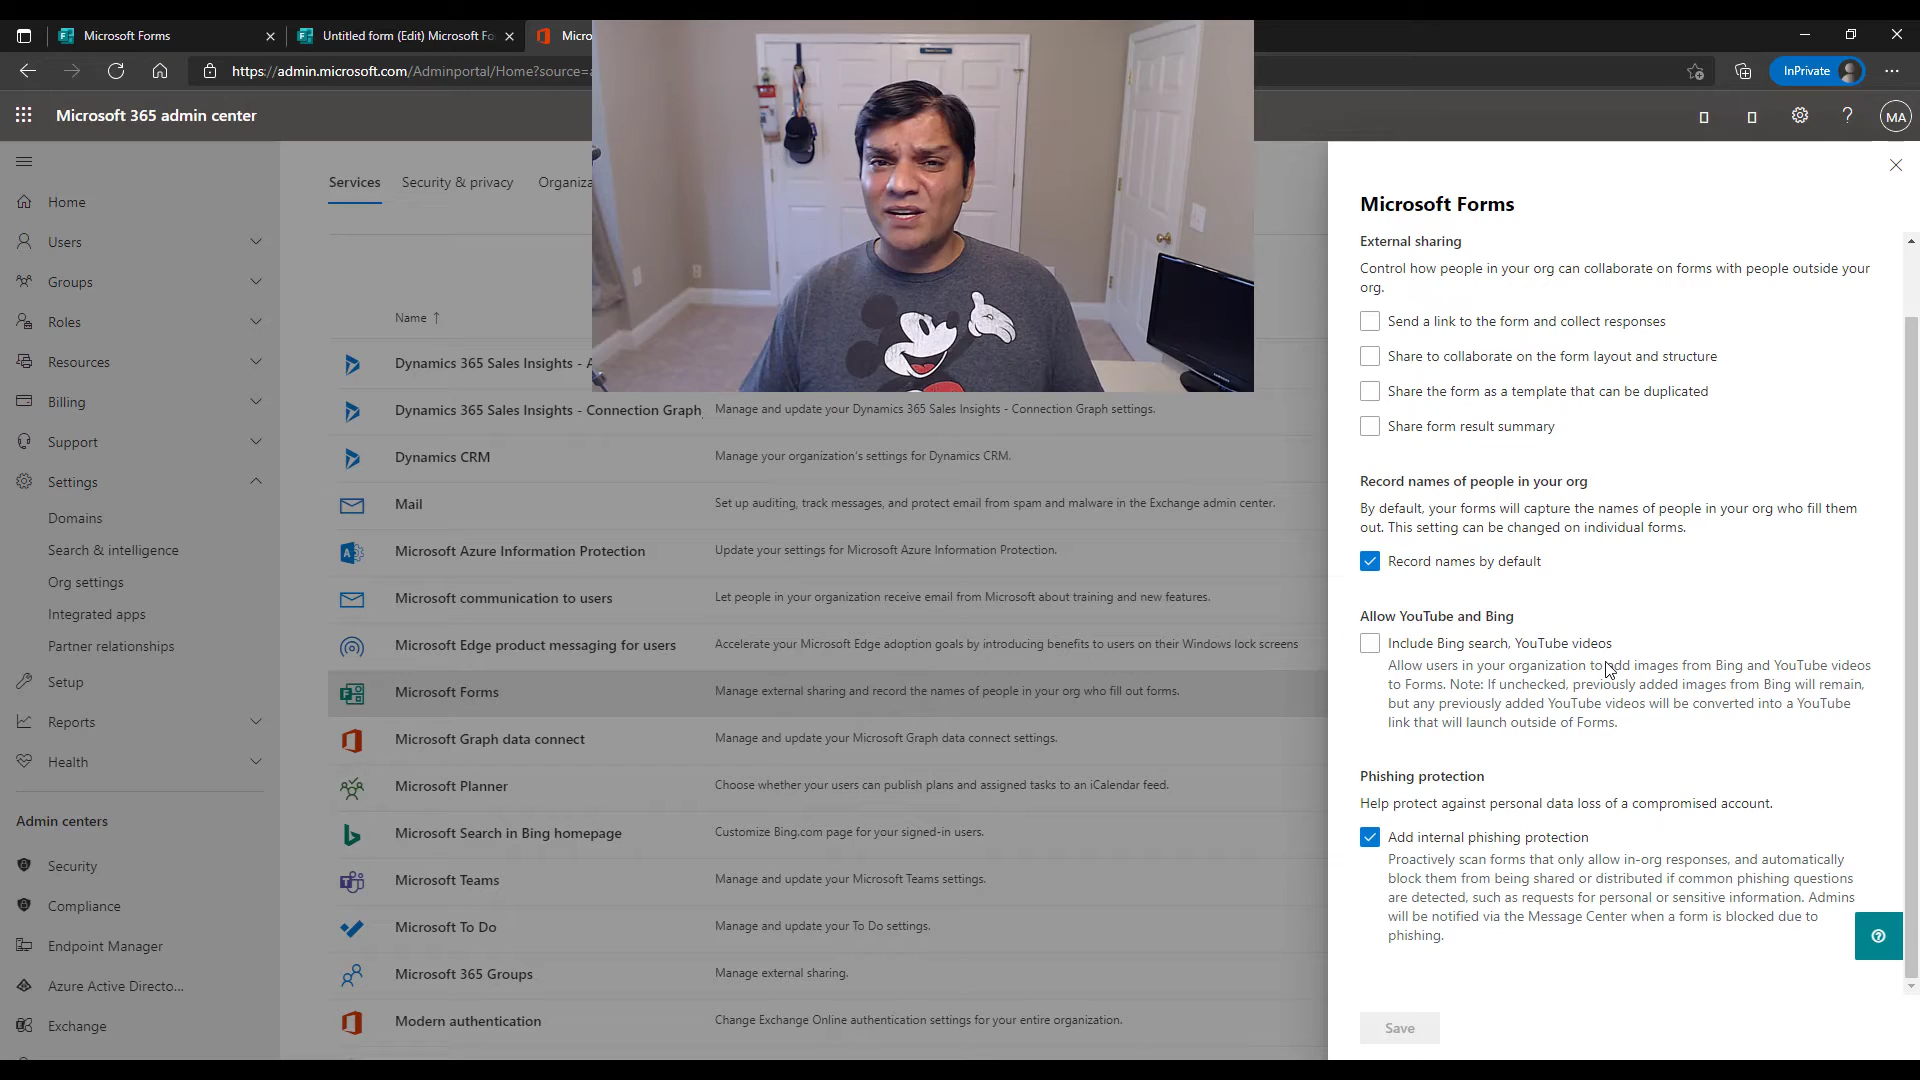 Microsoft Forms
Untitled form (Edit) Microsoft Fo
Micro
https://admin.microsoft.com/Adminportal/Home?source=a
InPrivate
Microsoft 365 admin center
MA
Home
Users
Groups
Roles
Resources
Billing
Support
Settings
Domains
Search & intelligence
Org settings
Integrated apps
Partner relationships
Setup
Reports
Health
Admin centers
Security
Compliance
Endpoint Manager
Azure Active Directo...
Exchange
Services
Security & privacy
Organiza
Name ↑
Dynamics 365 Sales Insights - A
Dynamics 365 Sales Insights - Connection Graph
Manage and update your Dynamics 365 Sales Insights - Connection Graph settings.
Dynamics CRM
Manage your organization's settings for Dynamics CRM.
Mail
Set up auditing, track messages, and protect email from spam and malware in the Exchange admin center.
Microsoft Azure Information Protection
Update your settings for Microsoft Azure Information Protection.
Microsoft communication to users
Let people in your organization receive email from Microsoft about training and new features.
Microsoft Edge product messaging for users
Accelerate your Microsoft Edge adoption goals by introducing benefits to users on their Windows lock screens
Microsoft Forms
Manage external sharing and record the names of people in your org who fill out forms.
Microsoft Graph data connect
Manage and update your Microsoft Graph data connect settings.
Microsoft Planner
Choose whether your users can publish plans and assigned tasks to an iCalendar feed.
Microsoft Search in Bing homepage
Customize Bing.com page for your signed-in users.
Microsoft Teams
Manage and update your Microsoft Teams settings.
Microsoft To Do
Manage and update your To Do settings.
Microsoft 365 Groups
Manage external sharing.
Modern authentication
Change Exchange Online authentication settings for your entire organization.
Microsoft Forms
External sharing
Control how people in your org can collaborate on forms with people outside your
org.
Send a link to the form and collect responses
Share to collaborate on the form layout and structure
Share the form as a template that can be duplicated
Share form result summary
Record names of people in your org
By default, your forms will capture the names of people in your org who fill them
out. This setting can be changed on individual forms.
Record names by default
Allow YouTube and Bing
Include Bing search, YouTube videos
Allow users in your organization to add images from Bing and YouTube videos
to Forms. Note: If unchecked, previously added images from Bing will remain,
but any previously added YouTube videos will be converted into a YouTube
link that will launch outside of Forms.
Phishing protection
Help protect against personal data loss of a compromised account.
Add internal phishing protection
Proactively scan forms that only allow in-org responses, and automatically
block them from being shared or distributed if common phishing questions
are detected, such as requests for personal or sensitive information. Admins
will be notified via the Message Center when a form is blocked due to
phishing.
Save